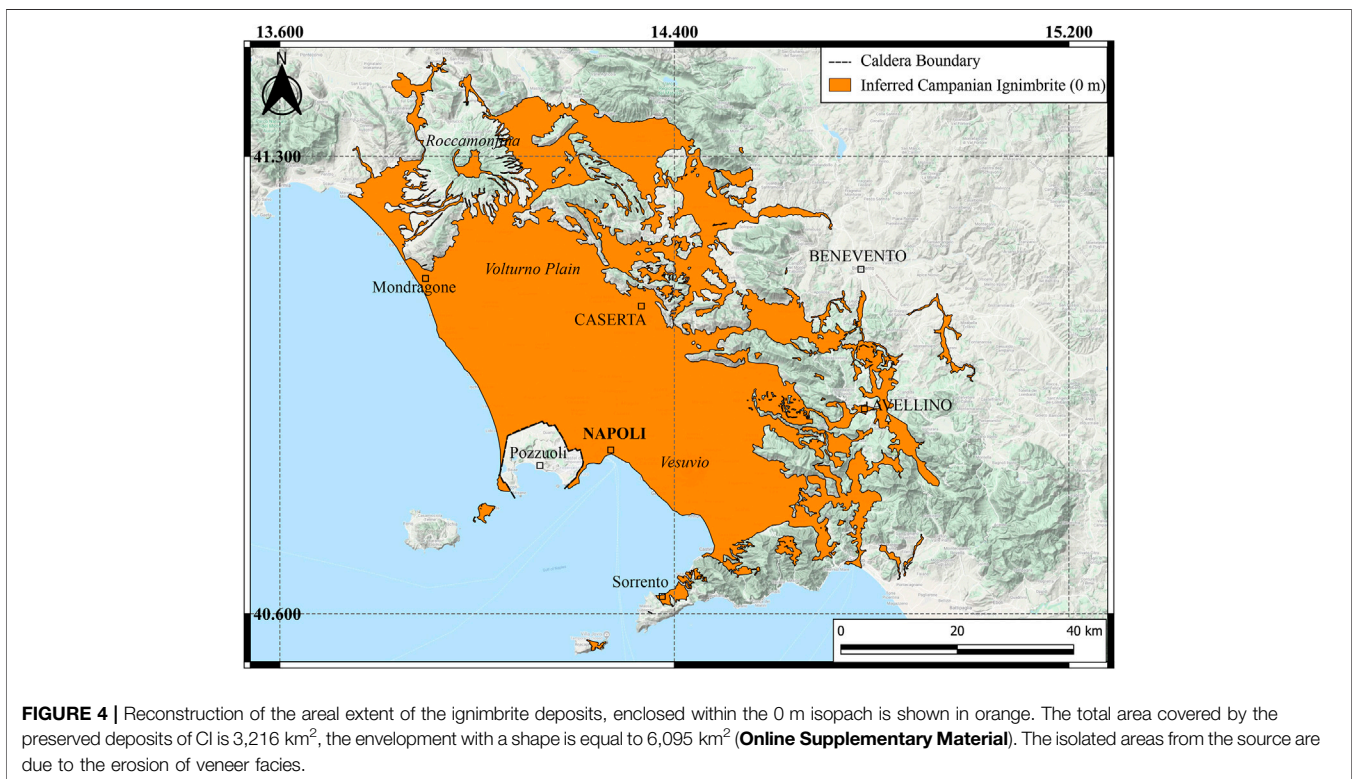 13.600 14.400 15.200
N
Caldera Boundary
Inferred Campanian Ignimbrite (0 m)
Roccamonfina
41.300
BENEVENTO
Volturno Plain
Mondragone
CASERTA
AVELLINO
NAPOLI
Pozzuoli
Vesuvio
Sorrento
40.600
0 20 40 km
FIGURE 4 | Reconstruction of the areal extent of the ignimbrite deposits, enclosed within the 0 m isopach is shown in orange. The total area covered by the
preserved deposits of CI is 3,216 km², the envelopment with a shape is equal to 6,095 km² (Online Supplementary Material). The isolated areas from the source are
due to the erosion of veneer facies.